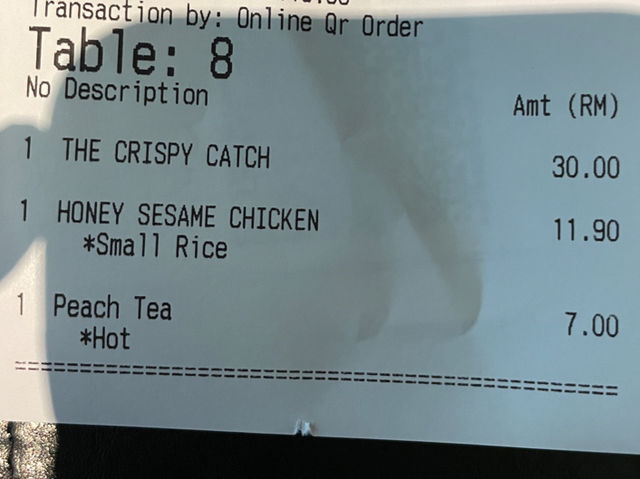 Transaction by: Online Qr Order
Table: 8
No Description Amt (RM)
1 THE CRISPY CATCH 30.00
1 HONEY SESAME CHICKEN 11.90
*Small Rice
1 Peach Tea 7.00
*Hot
==================================================